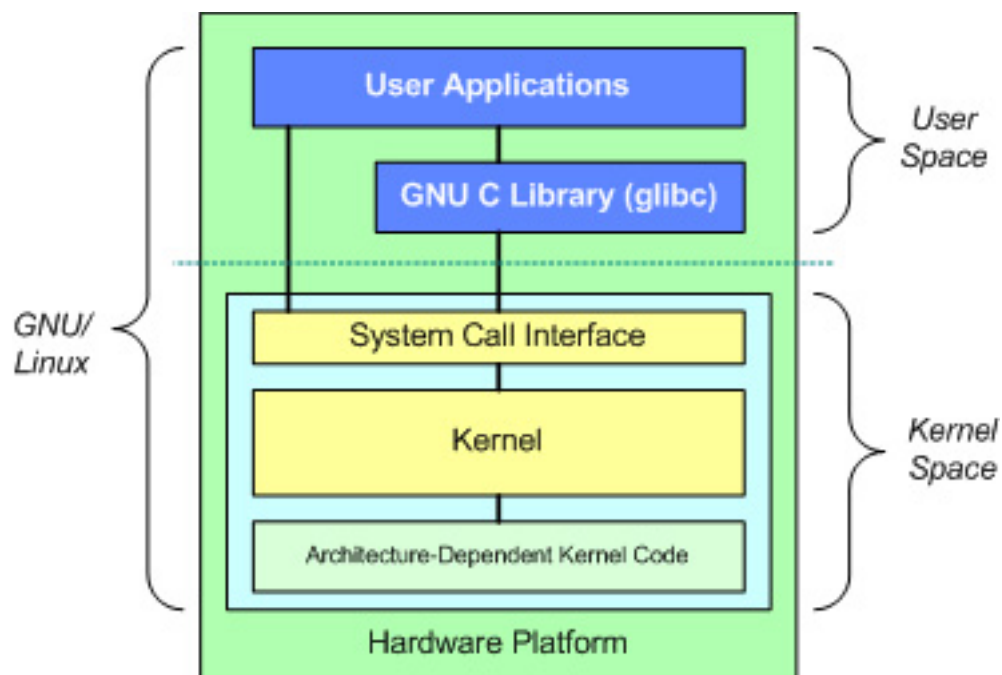 User Applications
User
Space
GNU C Library (glibc)
GNU/
Linux
System Call Interface
Kernel
Kernel
Space
Architecture-Dependent Kernel Code
Hardware Platform